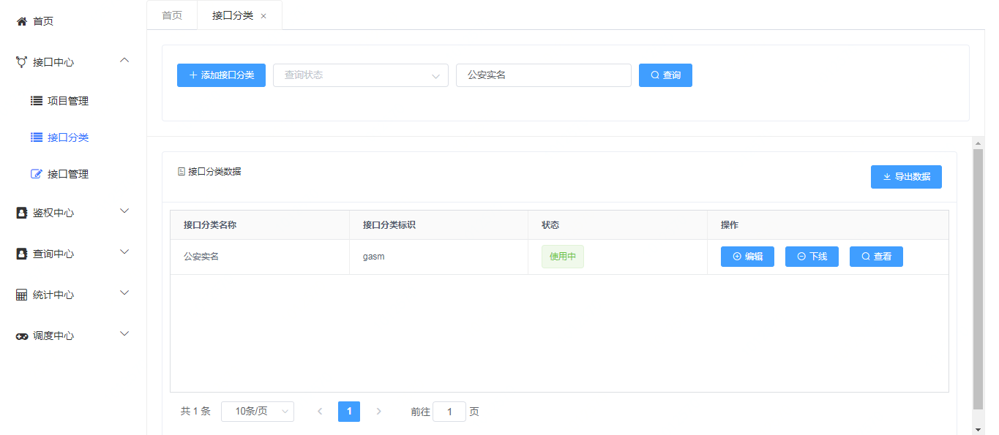 首页
接口中心
项目管理
接口分类
接口管理
鉴权中心
查询中心
统计中心
调度中心
首页 接口分类 ×
添加接口分类 查询状态 公安实名 查询
接口分类数据 导出数据
接口分类名称 接口分类标识 状态 操作
公安实名 gasm 使用中 编辑 下线 查看
共 1 条 10条/页 1 前往 1 页